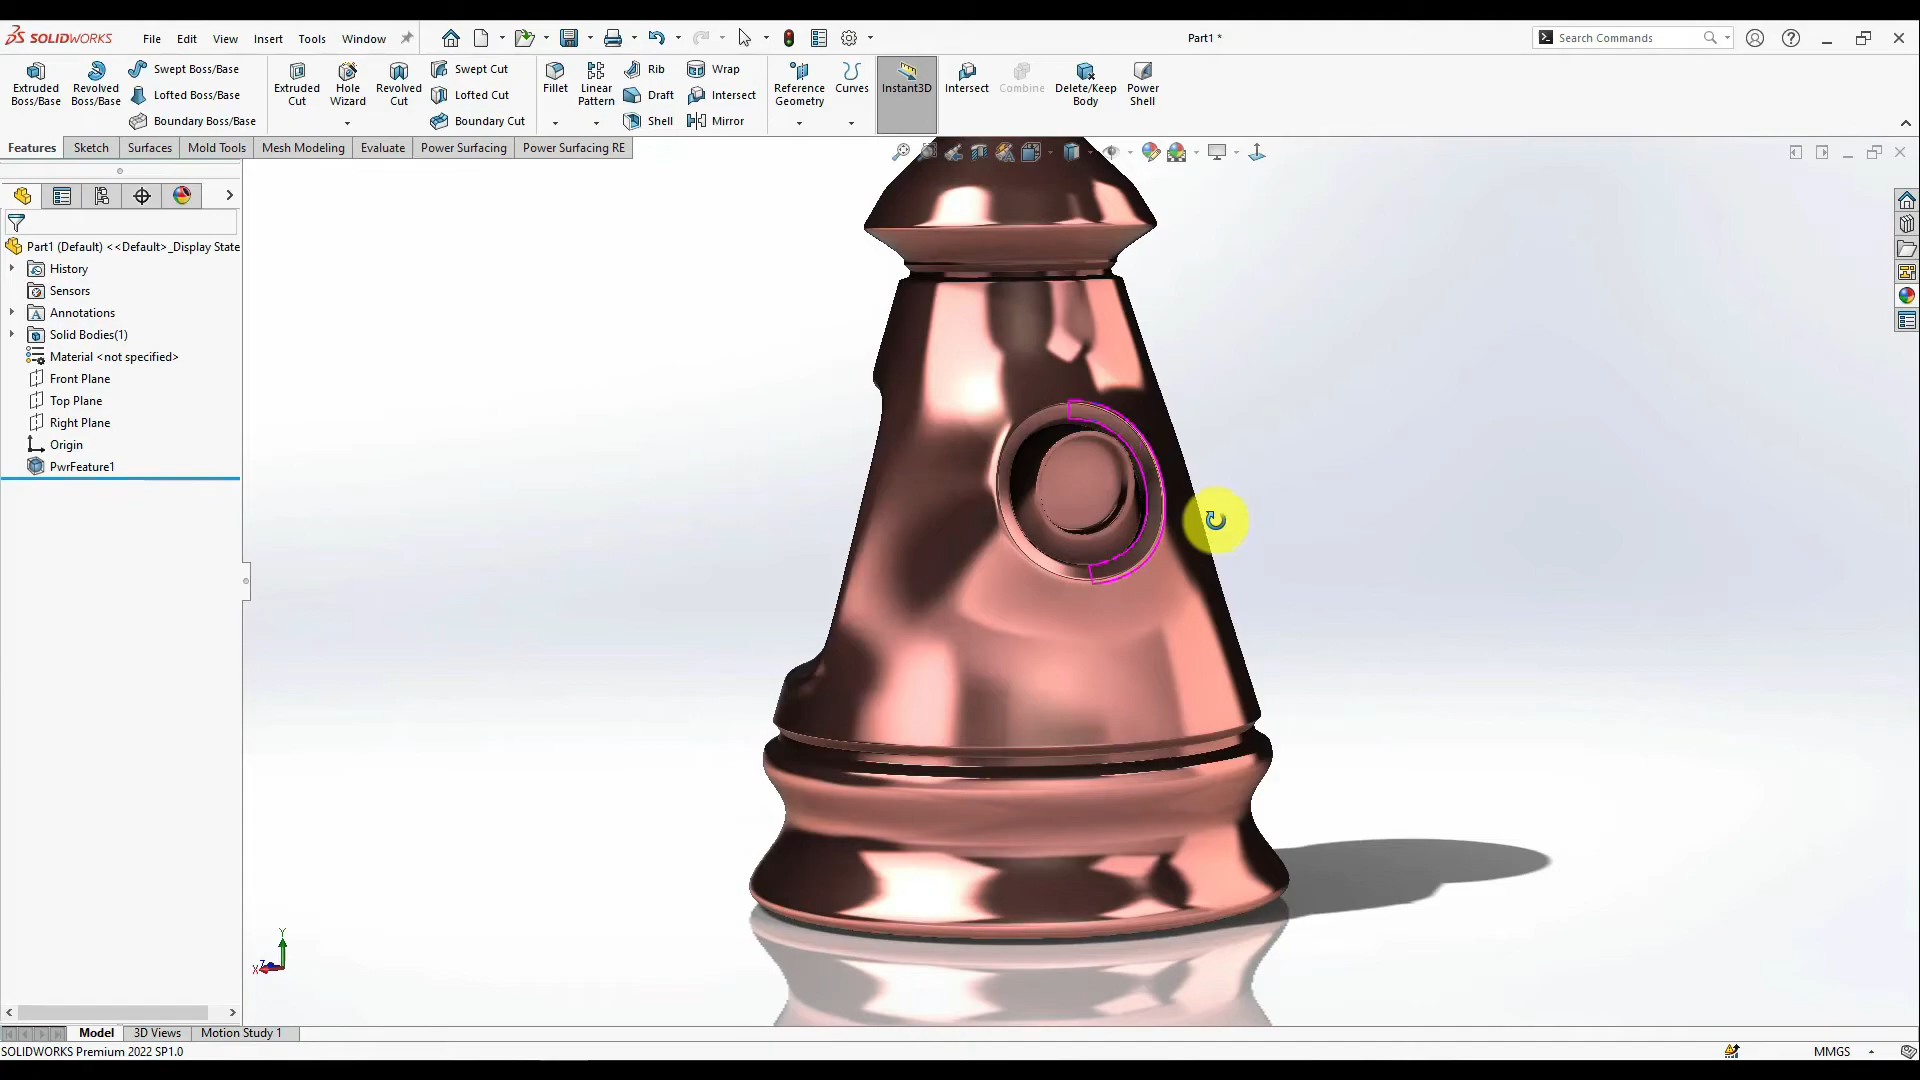 SOLIDWORKS File Edit View Insert Tools Window Part1 * Search Commands
Extruded Boss/Base Revolved Boss/Base Swept Boss/Base Lofted Boss/Base Boundary Boss/Base Extruded Cut Hole Wizard Revolved Cut Swept Cut Lofted Cut Boundary Cut Fillet Linear Pattern Rib Draft Shell Wrap Intersect Mirror Reference Geometry Curves Instant3D Intersect Combine Delete/Keep Body Power Shell
Features Sketch Surfaces Mold Tools Mesh Modeling Evaluate Power Surfacing Power Surfacing RE
Part1 (Default) <<Default>_Display State
History
Sensors
Annotations
Solid Bodies(1)
Material <not specified>
Front Plane
Top Plane
Right Plane
Origin
PwrFeature1
Y
Z
X
Model 3D Views Motion Study 1
SOLIDWORKS Premium 2022 SP1.0 MMGS